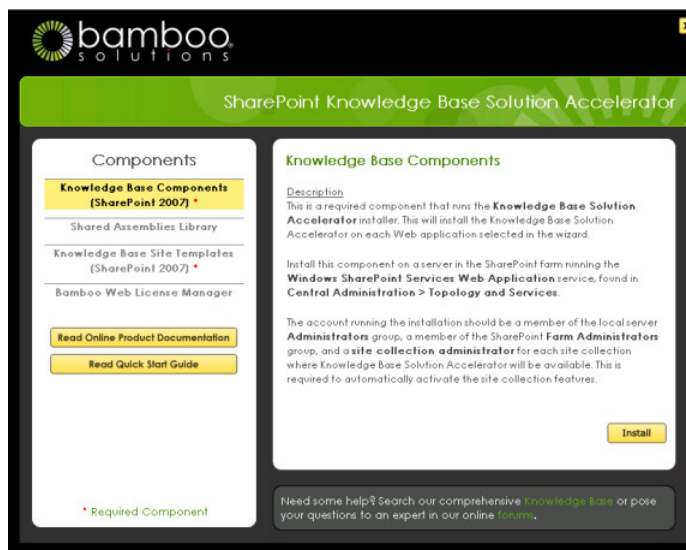 bamboo
solutions
SharePoint Knowledge Base Solution Accelerator
Components
Knowledge Base Components
(SharePoint 2007) *
Shared Assemblies Library
Knowledge Base Site Templates
(SharePoint 2007) *
Bamboo Web License Manager
Read Online Product Documentation
Read Quick Start Guide
* Required Component
Knowledge Base Components
Description
This is a required component that runs the Knowledge Base Solution
Accelerator installer. This will install the Knowledge Base Solution
Accelerator on each Web application selected in the wizard.
Install this component on a server in the SharePoint farm running the
Windows SharePoint Services Web Application service, found in
Central Administration > Topology and Services.
The account running the installation should be a member of the local server
Administrators group, a member of the SharePoint Farm Administrators
group, and a site collection administrator for each site collection
where Knowledge Base Solution Accelerator will be available. This is
required to automatically activate the site collection features.
Install
Need some help? Search our comprehensive Knowledge Base or pose
your questions to an expert in our online forums.